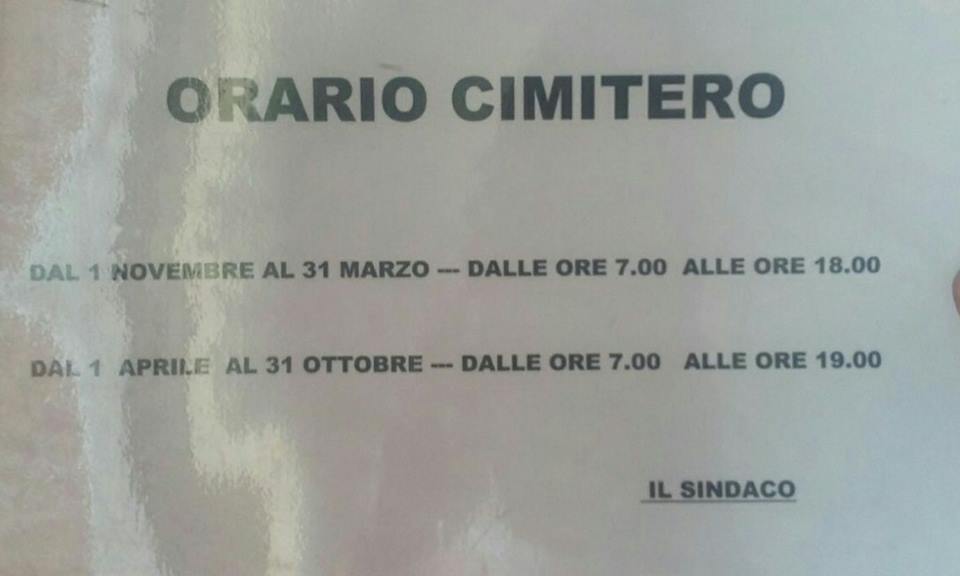 ORARIO CIMITERO
DAL 1 NOVEMBRE AL 31 MARZO --- DALLE ORE 7.00 ALLE ORE 18.00
DAL 1 APRILE AL 31 OTTOBRE --- DALLE ORE 7.00 ALLE ORE 19.00
IL SINDACO